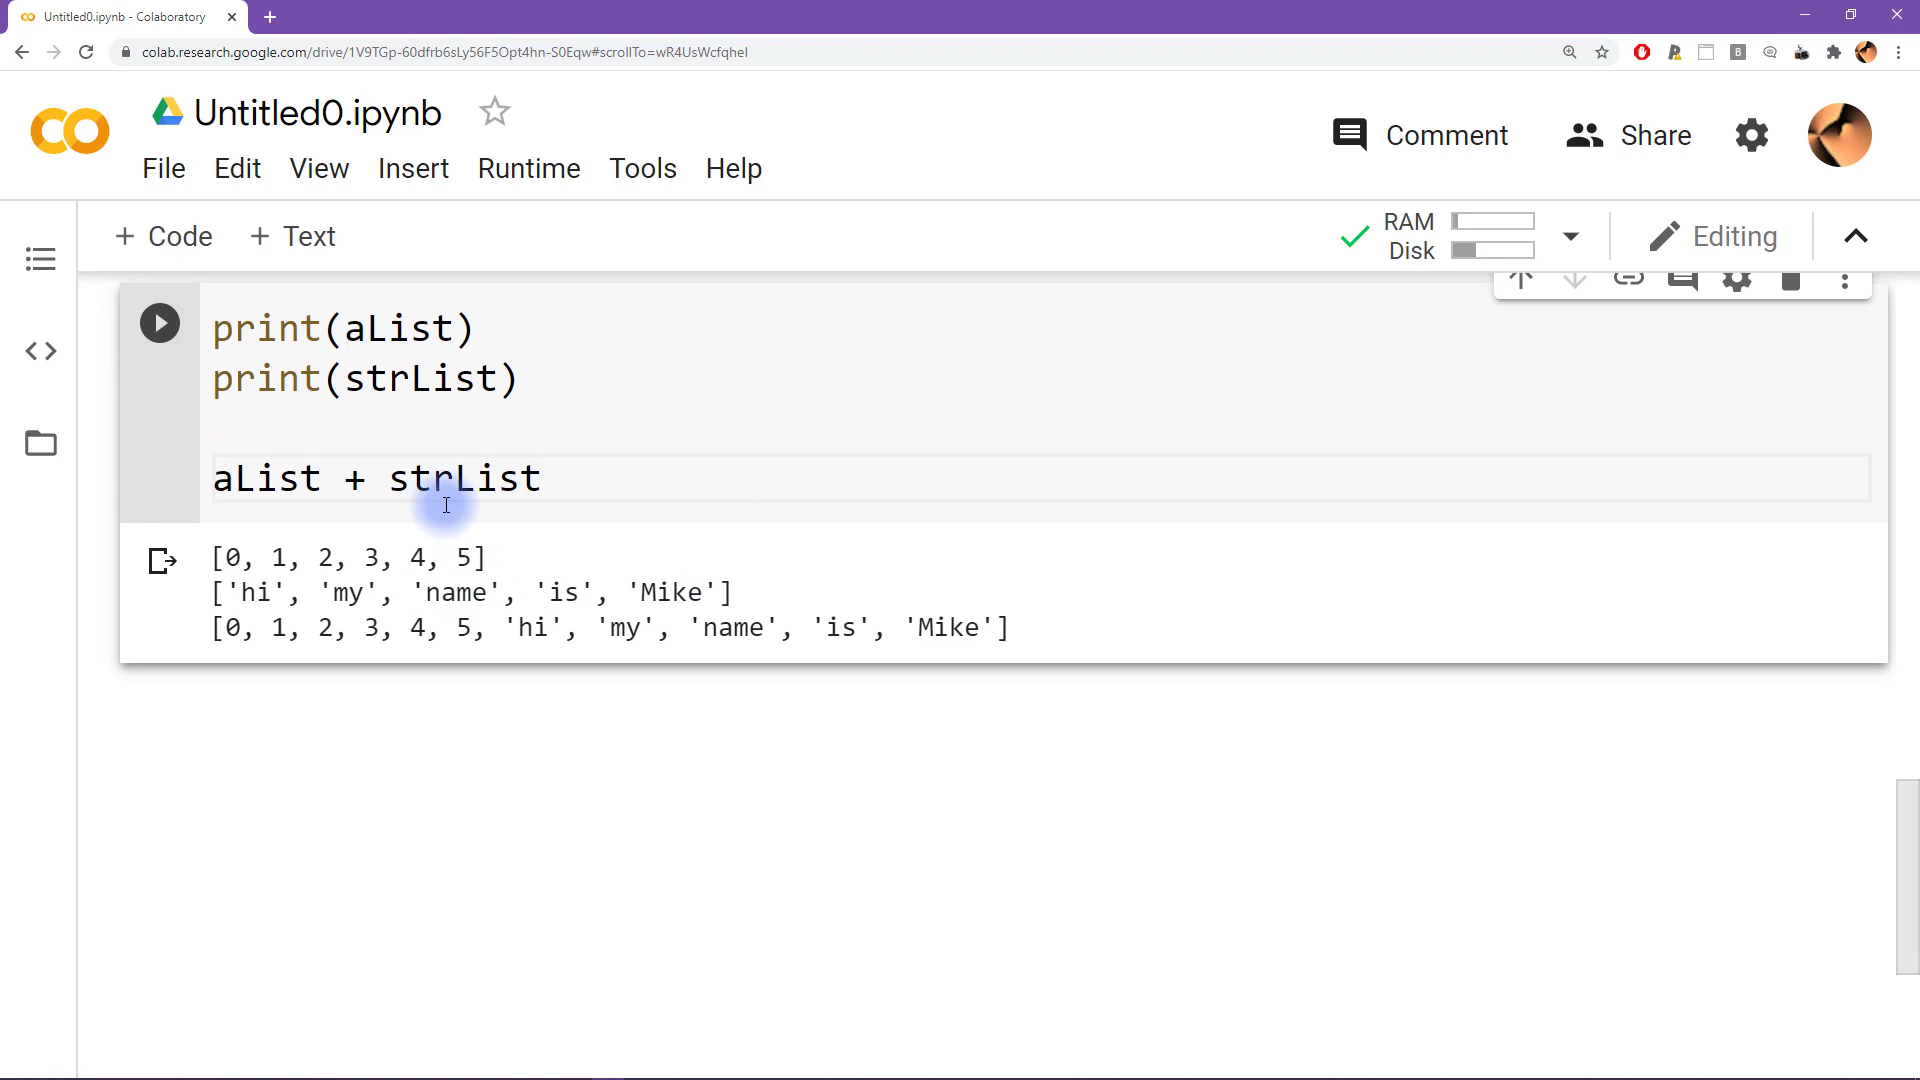 Untitled0.ipynb - Colaboratory
colab.research.google.com/drive/1V9TGp-60dfrb6sLy56F5Opt4hn-S0Eqw#scrollTo=wR4UsWcfqheI
Untitled0.ipynb
Comment
Share
File Edit View Insert Runtime Tools Help
+ Code + Text
RAM
Disk
Editing
print(aList)
print(strList)
aList + strList
[0, 1, 2, 3, 4, 5]
['hi', 'my', 'name', 'is', 'Mike']
[0, 1, 2, 3, 4, 5, 'hi', 'my', 'name', 'is', 'Mike']